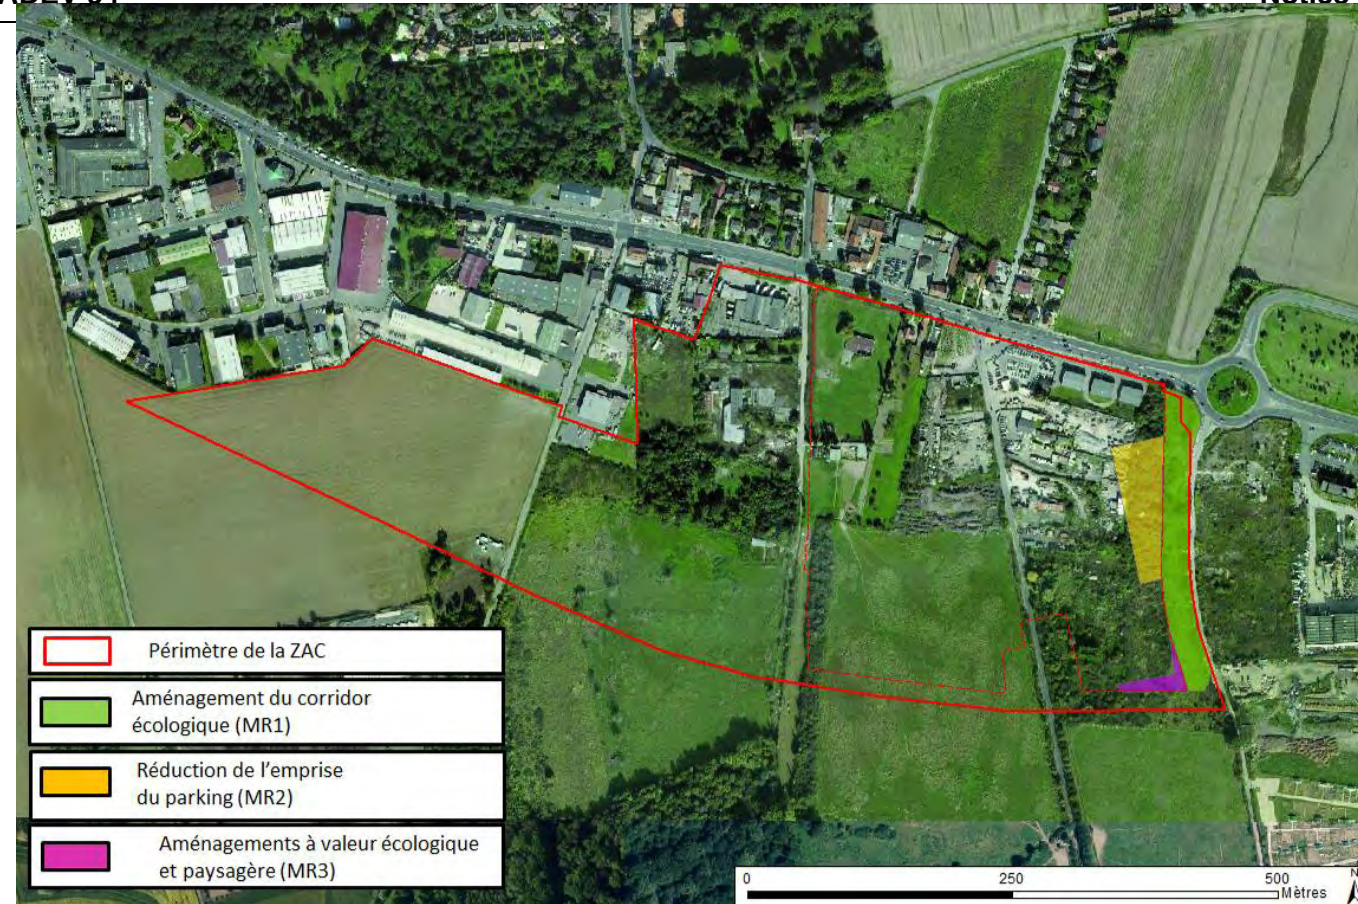 Périmètre de la ZAC
Aménagement du corridor
écologique (MR1)
Réduction de l'emprise
du parking (MR2)
Aménagements à valeur écologique
et paysagère (MR3)
0 250 500
Mètres
N